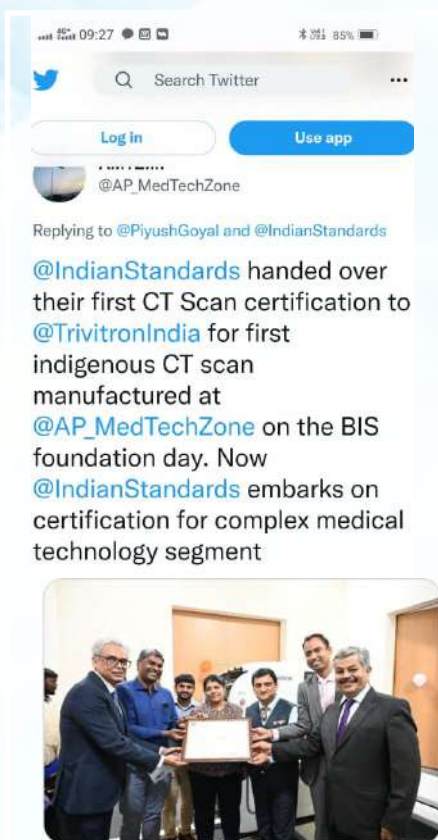 09:27
85%
Search Twitter
Log in
Use app
@AP_MedTechZone
Replying to @PiyushGoyal and @IndianStandards
@IndianStandards handed over
their first CT Scan certification to
@TrivitronIndia for first
indigenous CT scan
manufactured at
@AP_MedTechZone on the BIS
foundation day. Now
@IndianStandards embarks on
certification for complex medical
technology segment